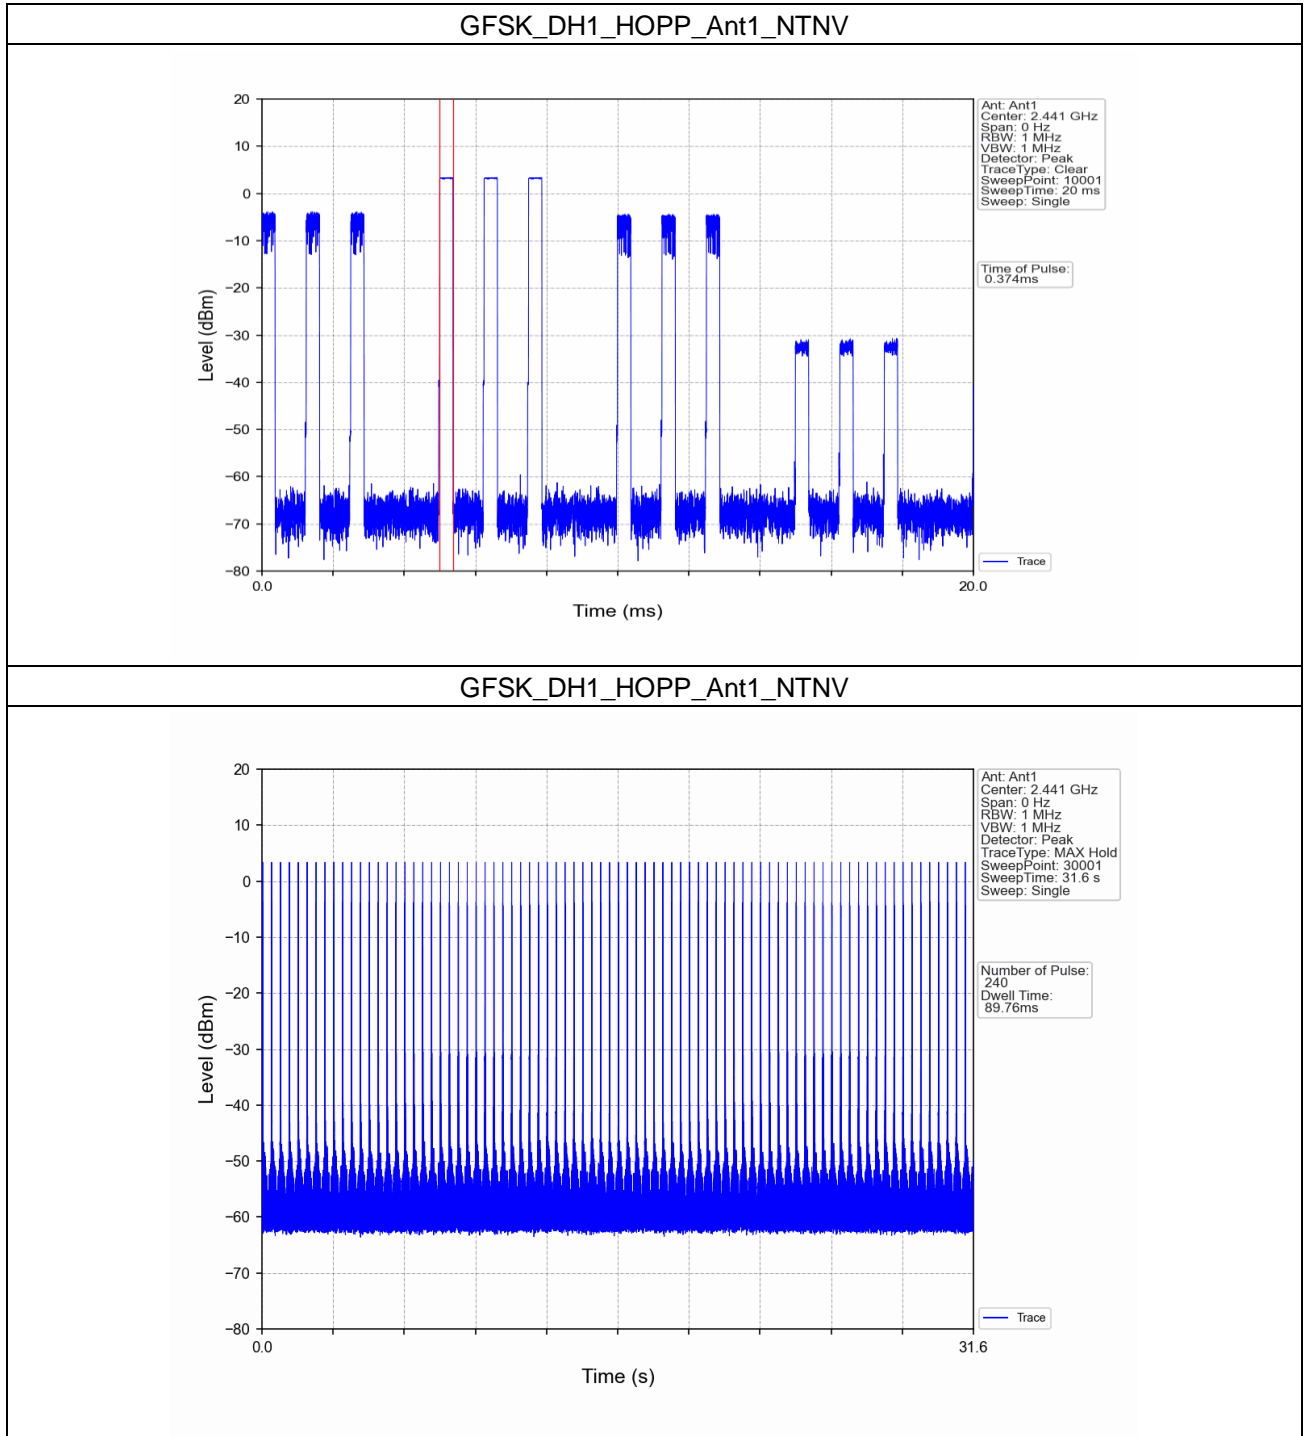 GFSK_DH1_HOPP_Ant1_NTNV
20
10
0
−10
−20
−30
−40
−50
−60
−70
−80
Level (dBm)
0.0
20.0
Time (ms)
Ant: Ant1
Center: 2.441 GHz
Span: 0 Hz
RBW: 1 MHz
VBW: 1 MHz
Detector: Peak
TraceType: Clear
SweepPoint: 10001
SweepTime: 20 ms
Sweep: Single
Time of Pulse:
0.374ms
Trace
GFSK_DH1_HOPP_Ant1_NTNV
20
10
0
−10
−20
−30
−40
−50
−60
−70
−80
Level (dBm)
0.0
31.6
Time (s)
Ant: Ant1
Center: 2.441 GHz
Span: 0 Hz
RBW: 1 MHz
VBW: 1 MHz
Detector: Peak
TraceType: MAX Hold
SweepPoint: 30001
SweepTime: 31.6 s
Sweep: Single
Number of Pulse:
240
Dwell Time:
89.76ms
Trace